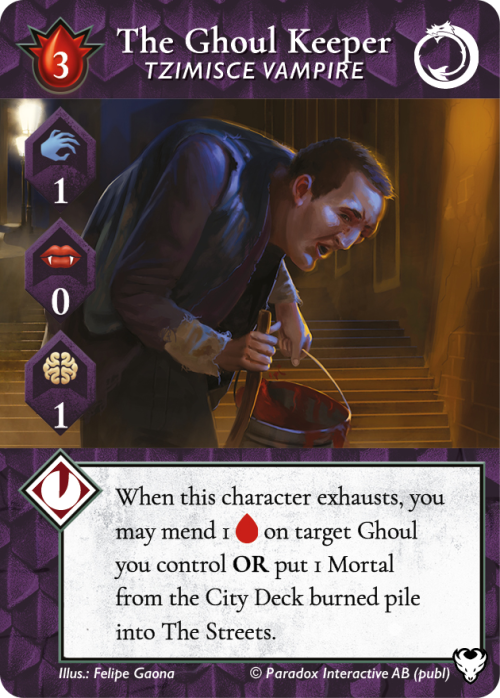 3
The Ghoul Keeper
TZIMISCE VAMPIRE
1
0
1
When this character exhausts, you
may mend 1 on target Ghoul
you control OR put 1 Mortal
from the City Deck burned pile
into The Streets.
Illus.: Felipe Gaona
© Paradox Interactive AB (publ)